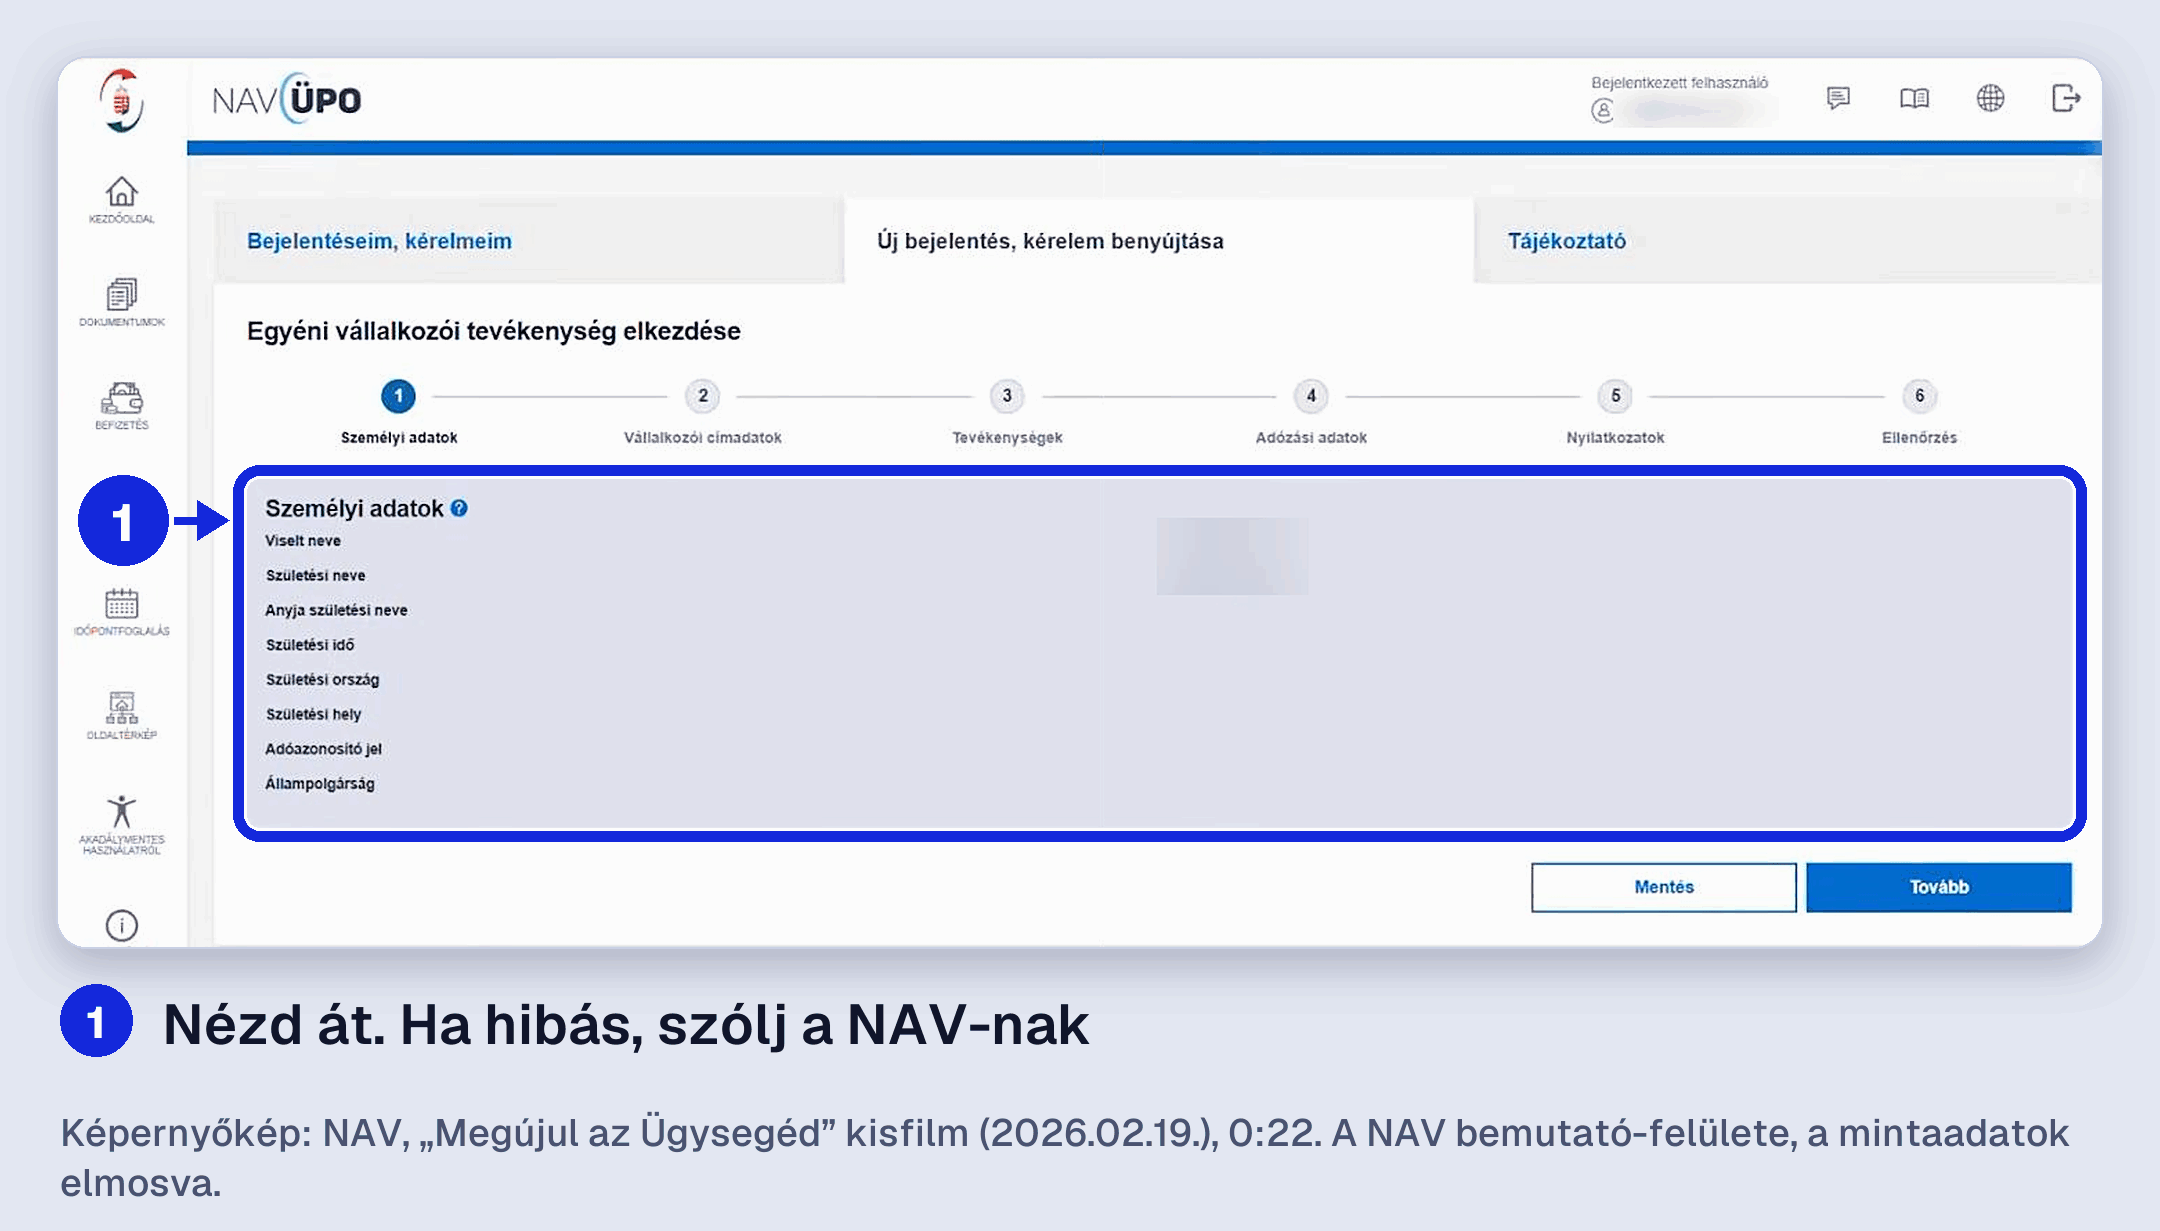 NAV ÜPO
Bejelentkezett felhasználó
KEZDŐOLDAL
DOKUMENTUMOK
BEFIZETÉS
IDŐPONTFOGLALÁS
OLDALTÉRKÉP
AKADÁLYMENTES
HASZNÁLATRÓL
Bejelentéseim, kérelmeim
Új bejelentés, kérelem benyújtása
Tájékoztató
Egyéni vállalkozói tevékenység elkezdése
1 2 3 4 5 6
Személyi adatok Vállalkozói címadatok Tevékenységek Adózási adatok Nyilatkozatok Ellenőrzés
1
Személyi adatok ?
Viselt neve
Születési neve
Anyja születési neve
Születési idő
Születési ország
Születési hely
Adóazonosító jel
Állampolgárság
Mentés
Tovább
1 Nézd át. Ha hibás, szólj a NAV-nak
Képernyőkép: NAV, „Megújul az Ügysegéd” kisfilm (2026.02.19.), 0:22. A NAV bemutató-felülete, a mintaadatok
elmosva.